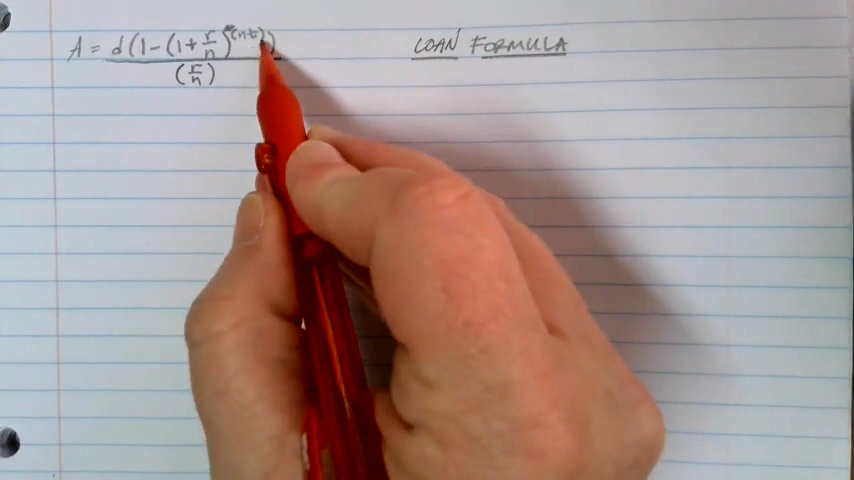 A = d(1-(1+r/n)^-(nt))
(r/n)
LOAN FORMULA